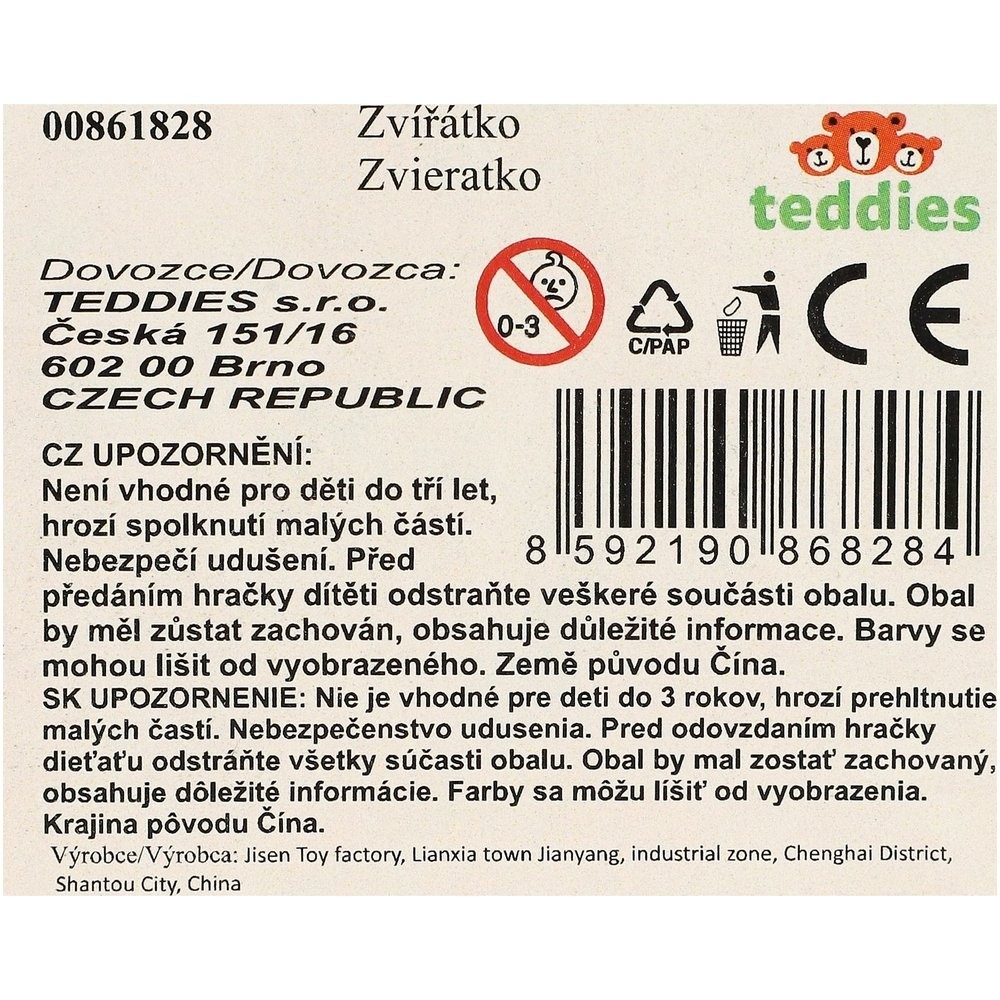 00861828
Zvířátko
Zvieratko
teddies
Dovozce/Dovozca:
TEDDIES s.r.o.
Česká 151/16
602 00 Brno
CZECH REPUBLIC
0-3
C/PAP
CE
8 592190 868284
CZ UPOZORNĚNÍ:
Není vhodné pro děti do tří let,
hrozí spolknutí malých částí.
Nebezpečí udušení. Před
předáním hračky dítěti odstraňte veškeré součásti obalu. Obal
by měl zůstat zachován, obsahuje důležité informace. Barvy se
mohou lišit od vyobrazeného. Země původu Čína.
SK UPOZORNENIE: Nie je vhodné pre deti do 3 rokov, hrozí prehltnutie
malých častí. Nebezpečenstvo udusenia. Pred odovzdaním hračky
dieťaťu odstráňte všetky súčasti obalu. Obal by mal zostať zachovaný,
obsahuje dôležité informácie. Farby sa môžu líšiť od vyobrazenia.
Krajina pôvodu Čína.
Výrobce/Výrobca: Jisen Toy factory, Lianxia town Jianyang, industrial zone, Chenghai District,
Shantou City, China